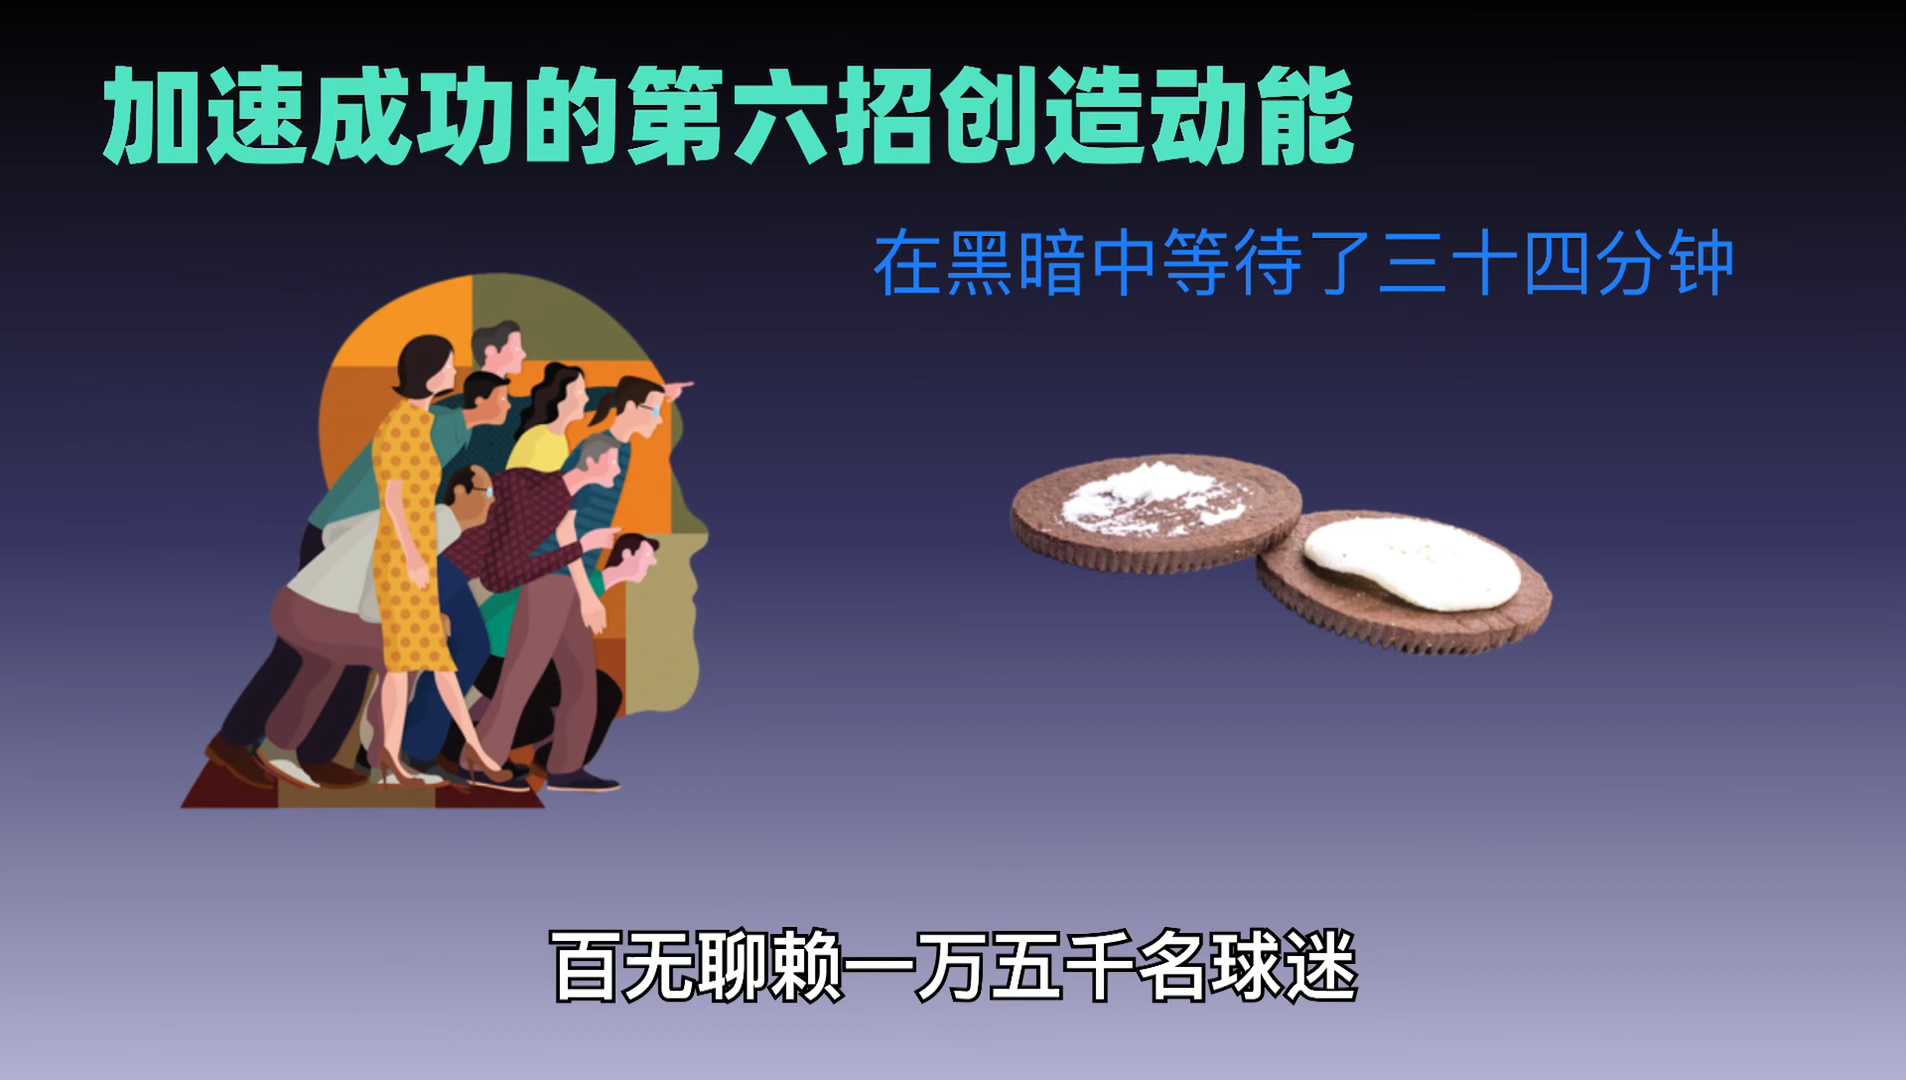 加速成功的第六招创造动能
在黑暗中等待了三十四分钟
百无聊赖一万五千名球迷